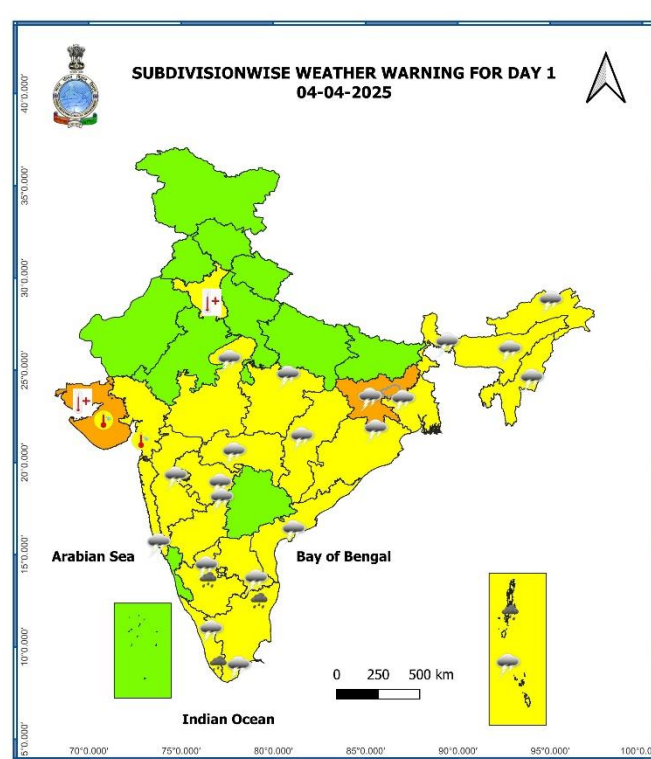 SUBDIVISIONWISE WEATHER WARNING FOR DAY 1
04-04-2025
40°0.000'
35°0.000'
30°0.000'
25°0.000'
20°0.000'
15°0.000'
10°0.000'
5°0.000'
Arabian Sea
Bay of Bengal
0 250 500 km
Indian Ocean
70°0.000' 75°0.000' 80°0.000' 85°0.000' 90°0.000' 95°0.000' 100°0.0